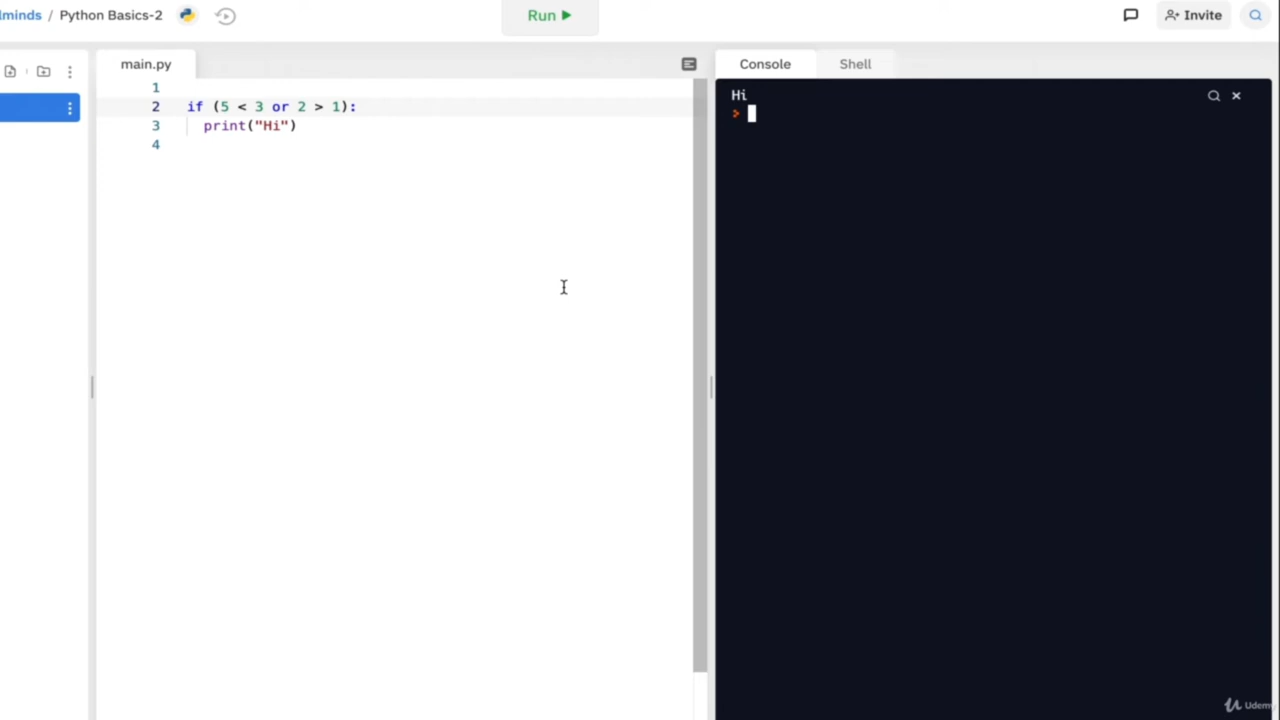 lminds / Python Basics-2
Run
Invite
main.py
Console
Shell
1
2 if (5 < 3 or 2 > 1):
3 print("Hi")
4
Hi
>
Udemy